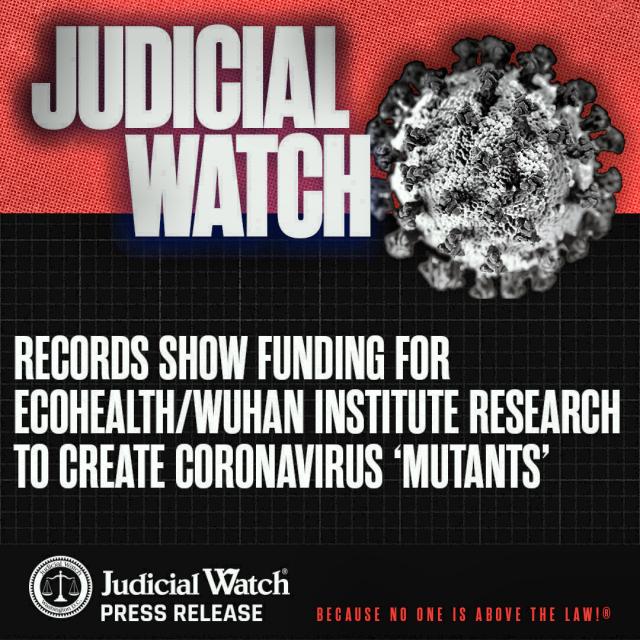 JUDICIAL
WATCH
RECORDS SHOW FUNDING FOR
ECOHEALTH/WUHAN INSTITUTE RESEARCH
TO CREATE CORONAVIRUS ‘MUTANTS’
Judicial Watch®
PRESS RELEASE
BECAUSE NO ONE IS ABOVE THE LAW!®